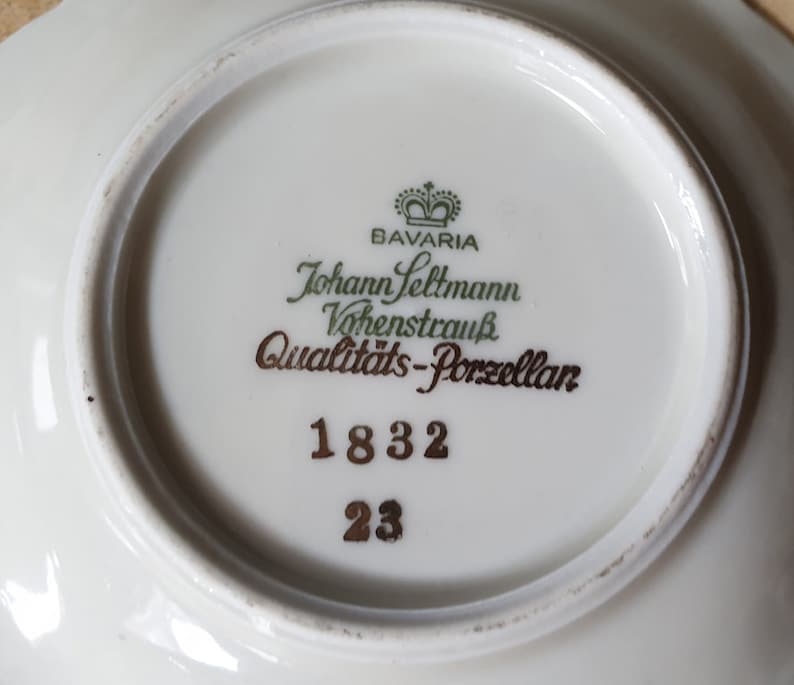 BAVARIA
Johann Seltmann
Vohenstrauß
Qualitäts-Porzellan
1832
23